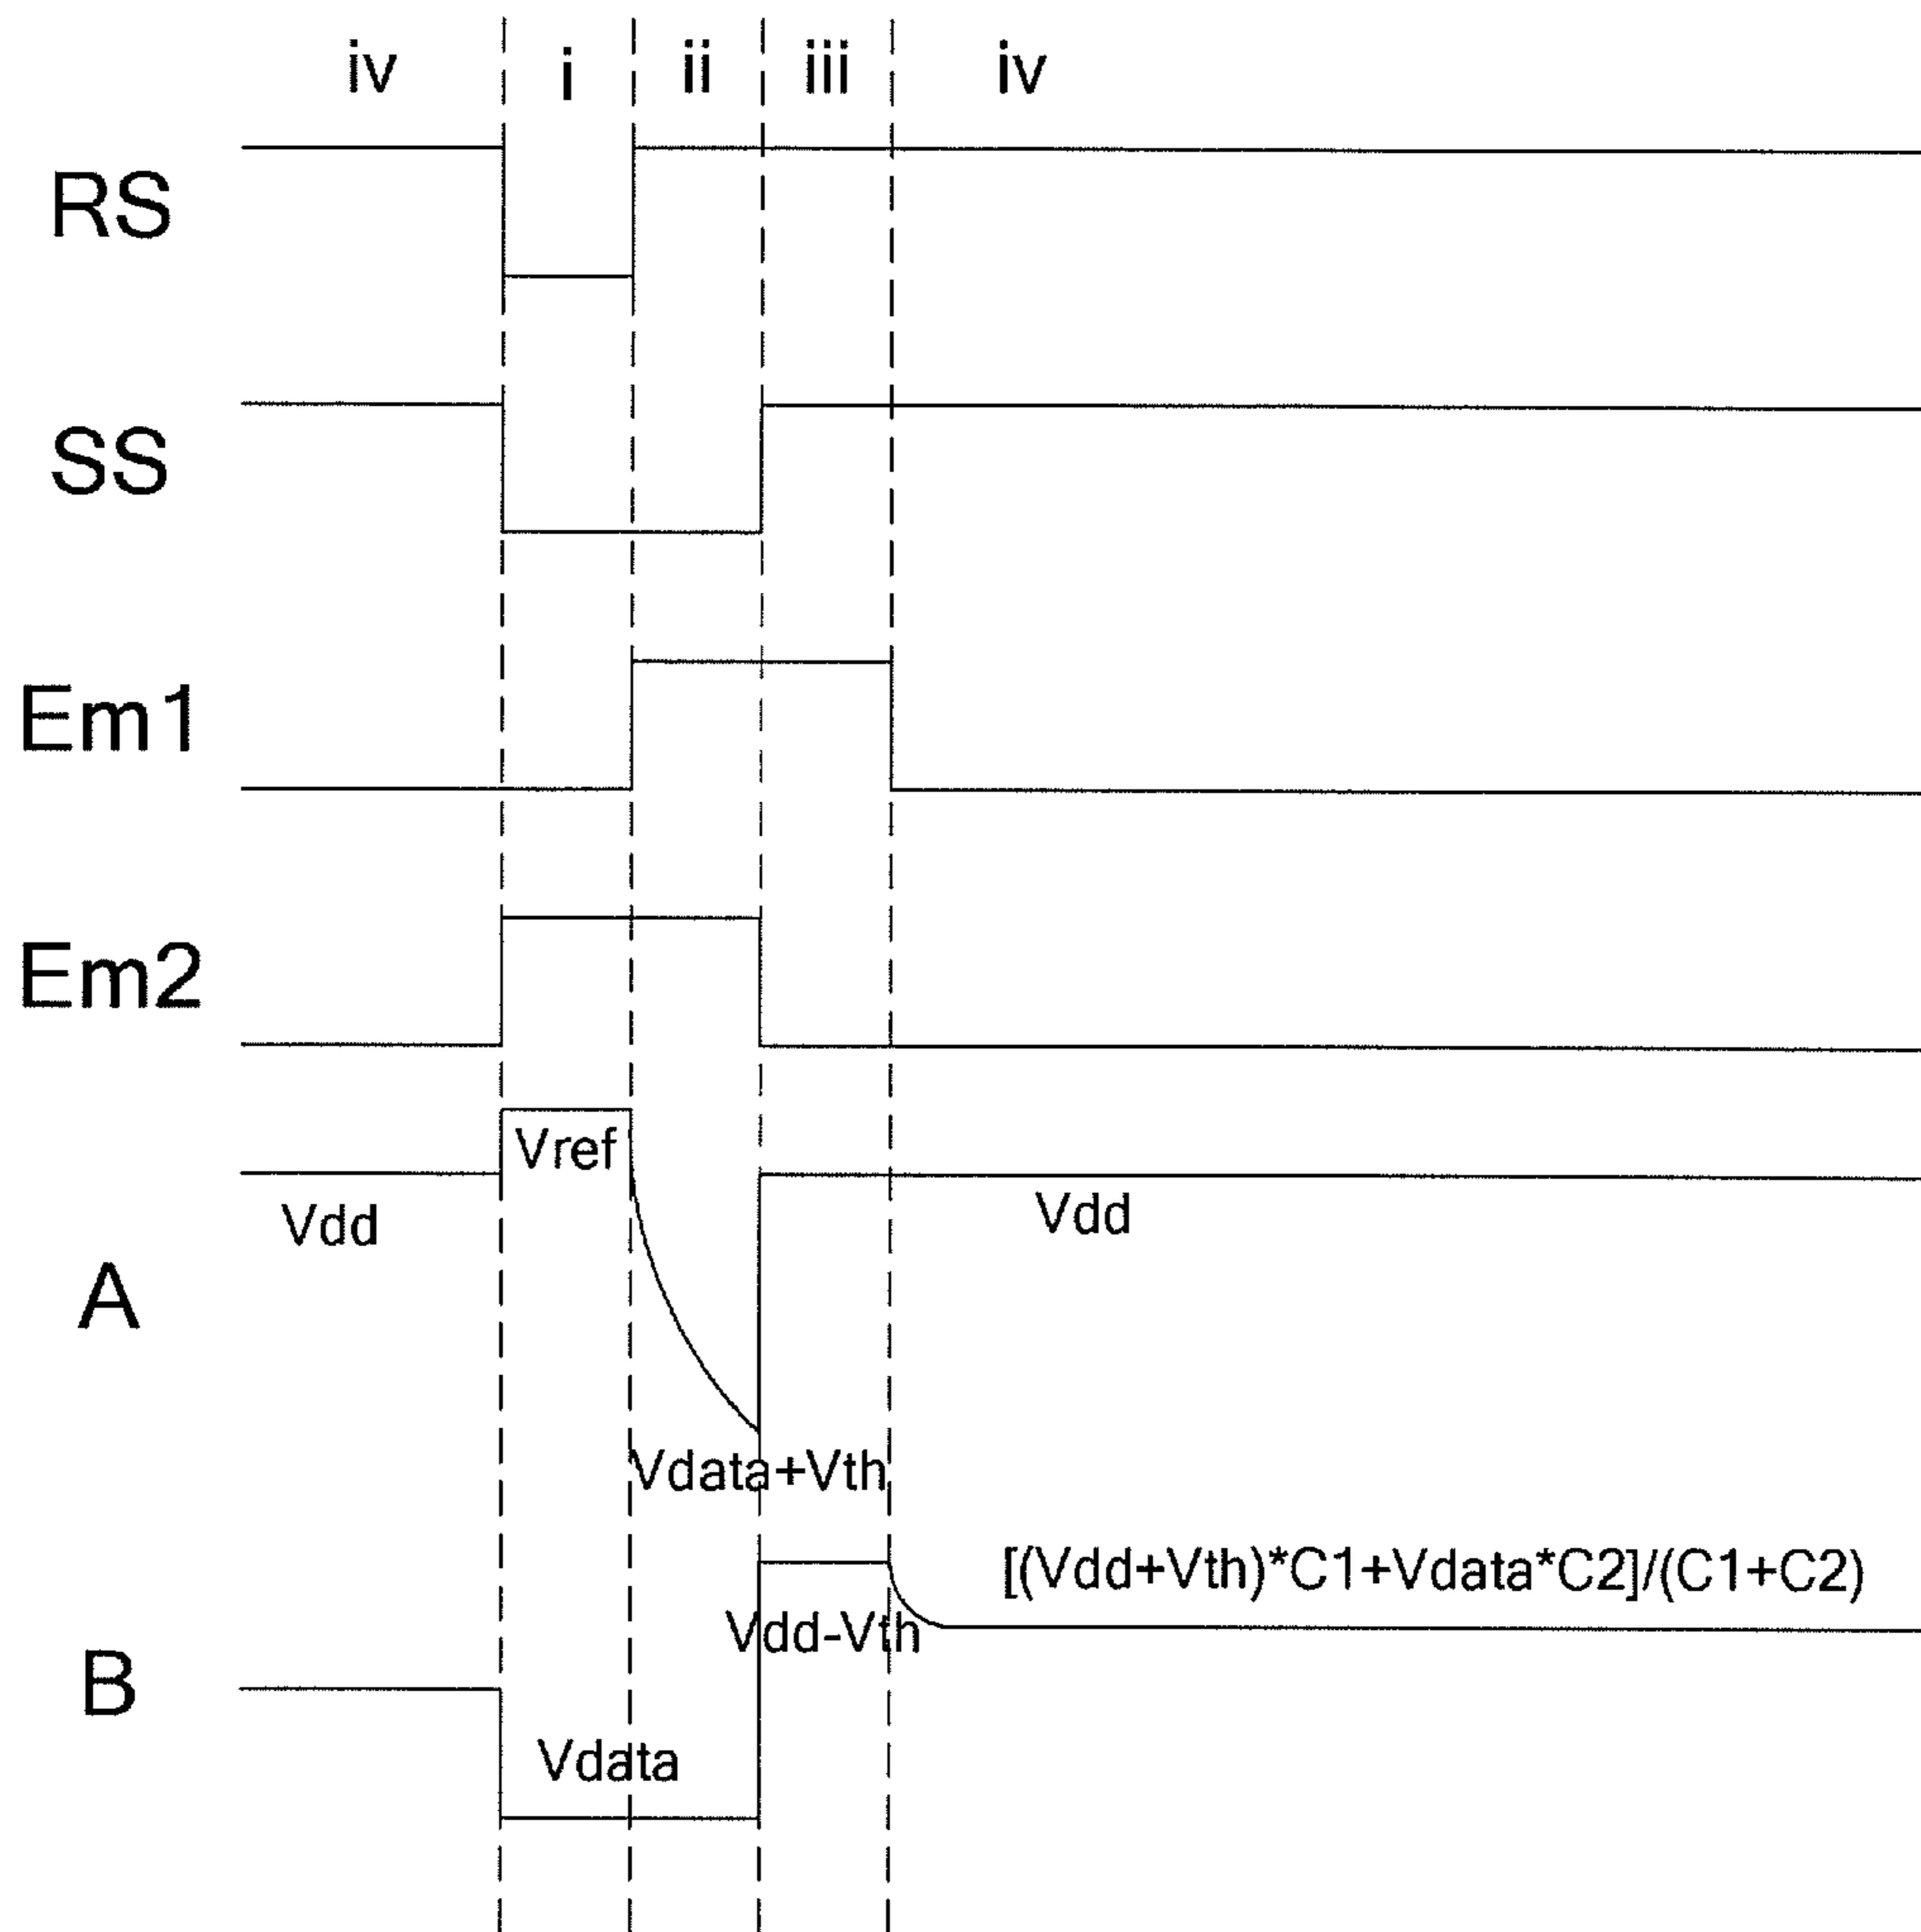 iv i ii iii iv
RS
SS
Em1
Em2
Vref
Vdd Vdd
A
Vdata+Vth
[(Vdd+Vth)*C1+Vdata*C2]/(C1+C2)
Vdd-Vth
B
Vdata